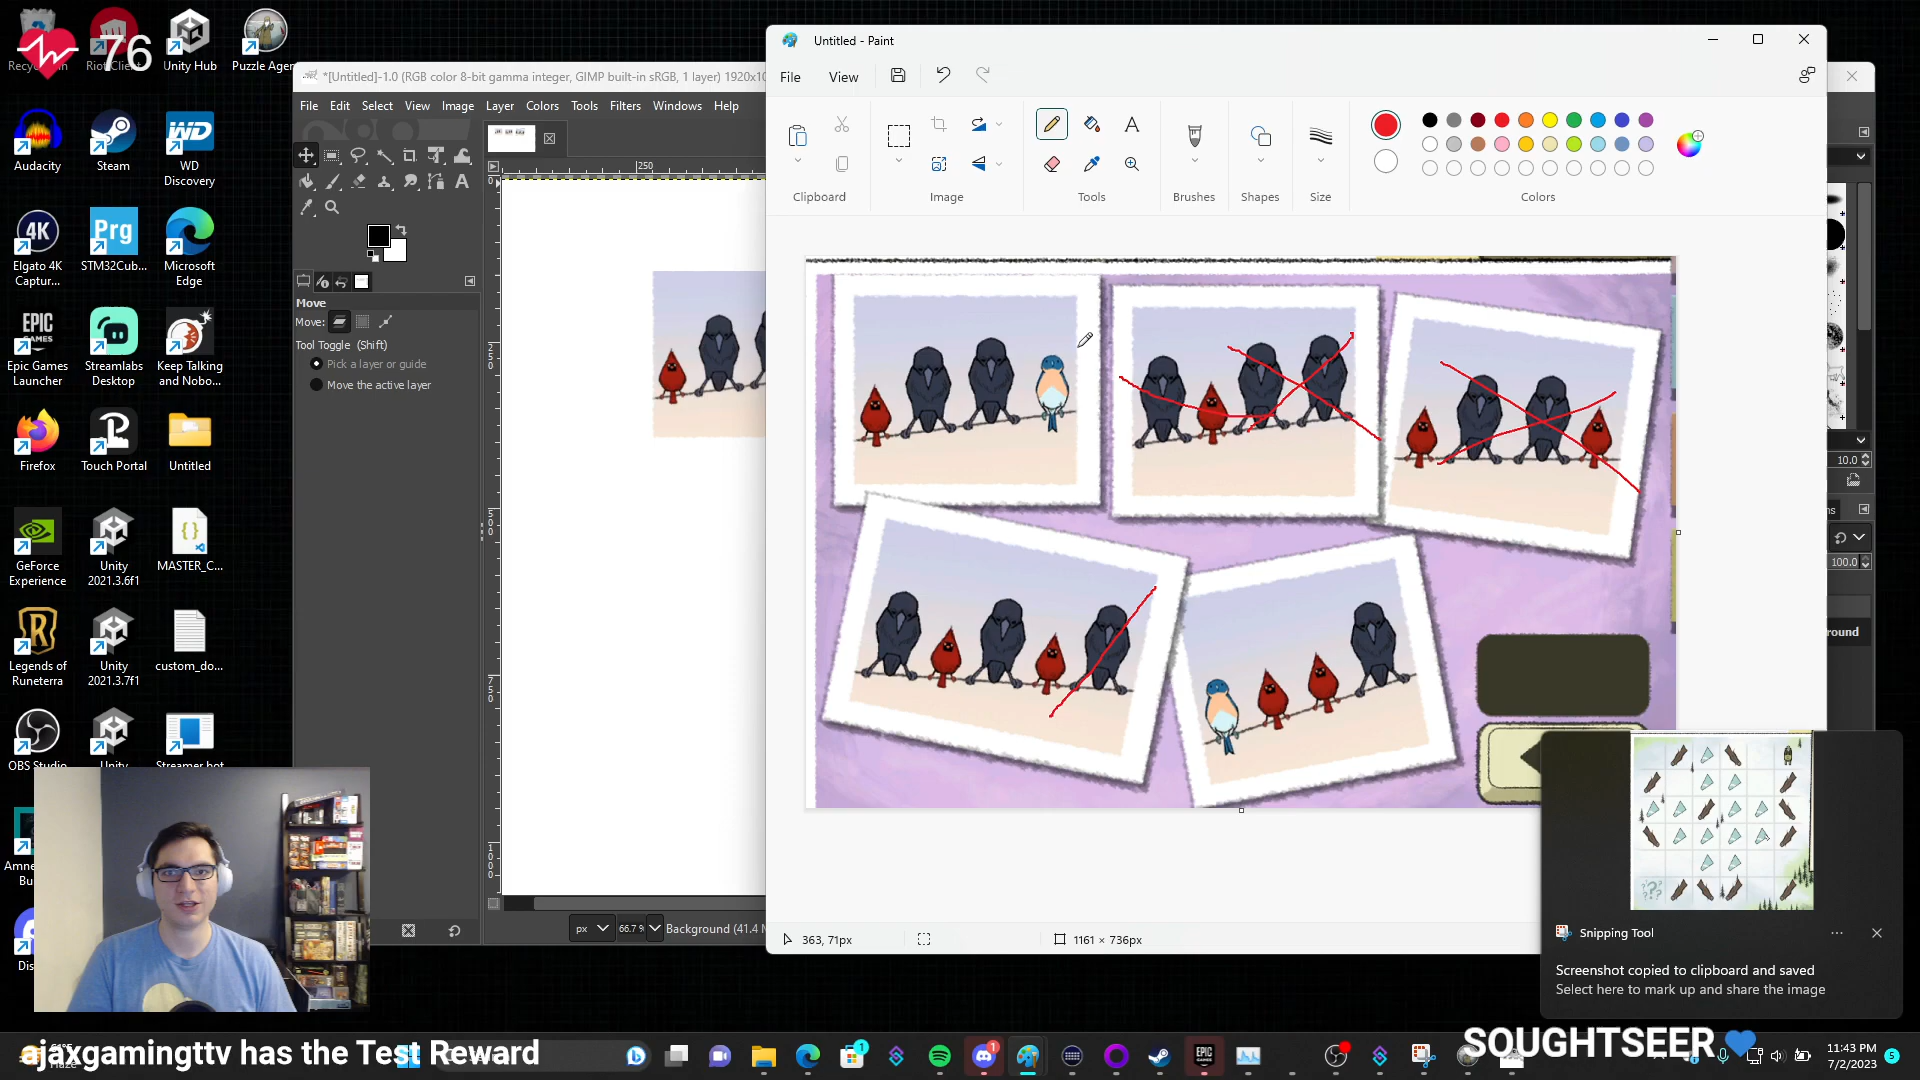 76
Unity Hub
Puzzle Agen
Audacity
Steam
WD
Discovery
Elgato 4K
Captur...
STM32Cub...
Microsoft
Edge
Epic Games
Launcher
Streamlabs
Desktop
Keep Talking
and Nobo...
Firefox
Touch Portal
Untitled
GeForce
Experience
Unity
2021.3.6f1
MASTER_C...
Legends of
Runeterra
Unity
2021.3.7f1
custom_do...
OBS Studio
Unity
Streamer.bot
*[Untitled]-1.0 (RGB color 8-bit gamma integer, GIMP built-in sRGB, 1 layer) 1920x10
File Edit Select View Image Layer Colors Tools Filters Windows Help
Move
Move:
Tool Toggle (Shift)
Pick a layer or guide
Move the active layer
250
px
66.7 %
Background (41.4 M
Untitled - Paint
File View
Clipboard Image Tools Brushes Shapes Size Colors
363, 71px
1161 × 736px
10.0
100.0
round
Snipping Tool
Screenshot copied to clipboard and saved
Select here to mark up and share the image
ajaxgamingttv has the Test Reward
SOUGHTSEER
11:43 PM
7/2/2023